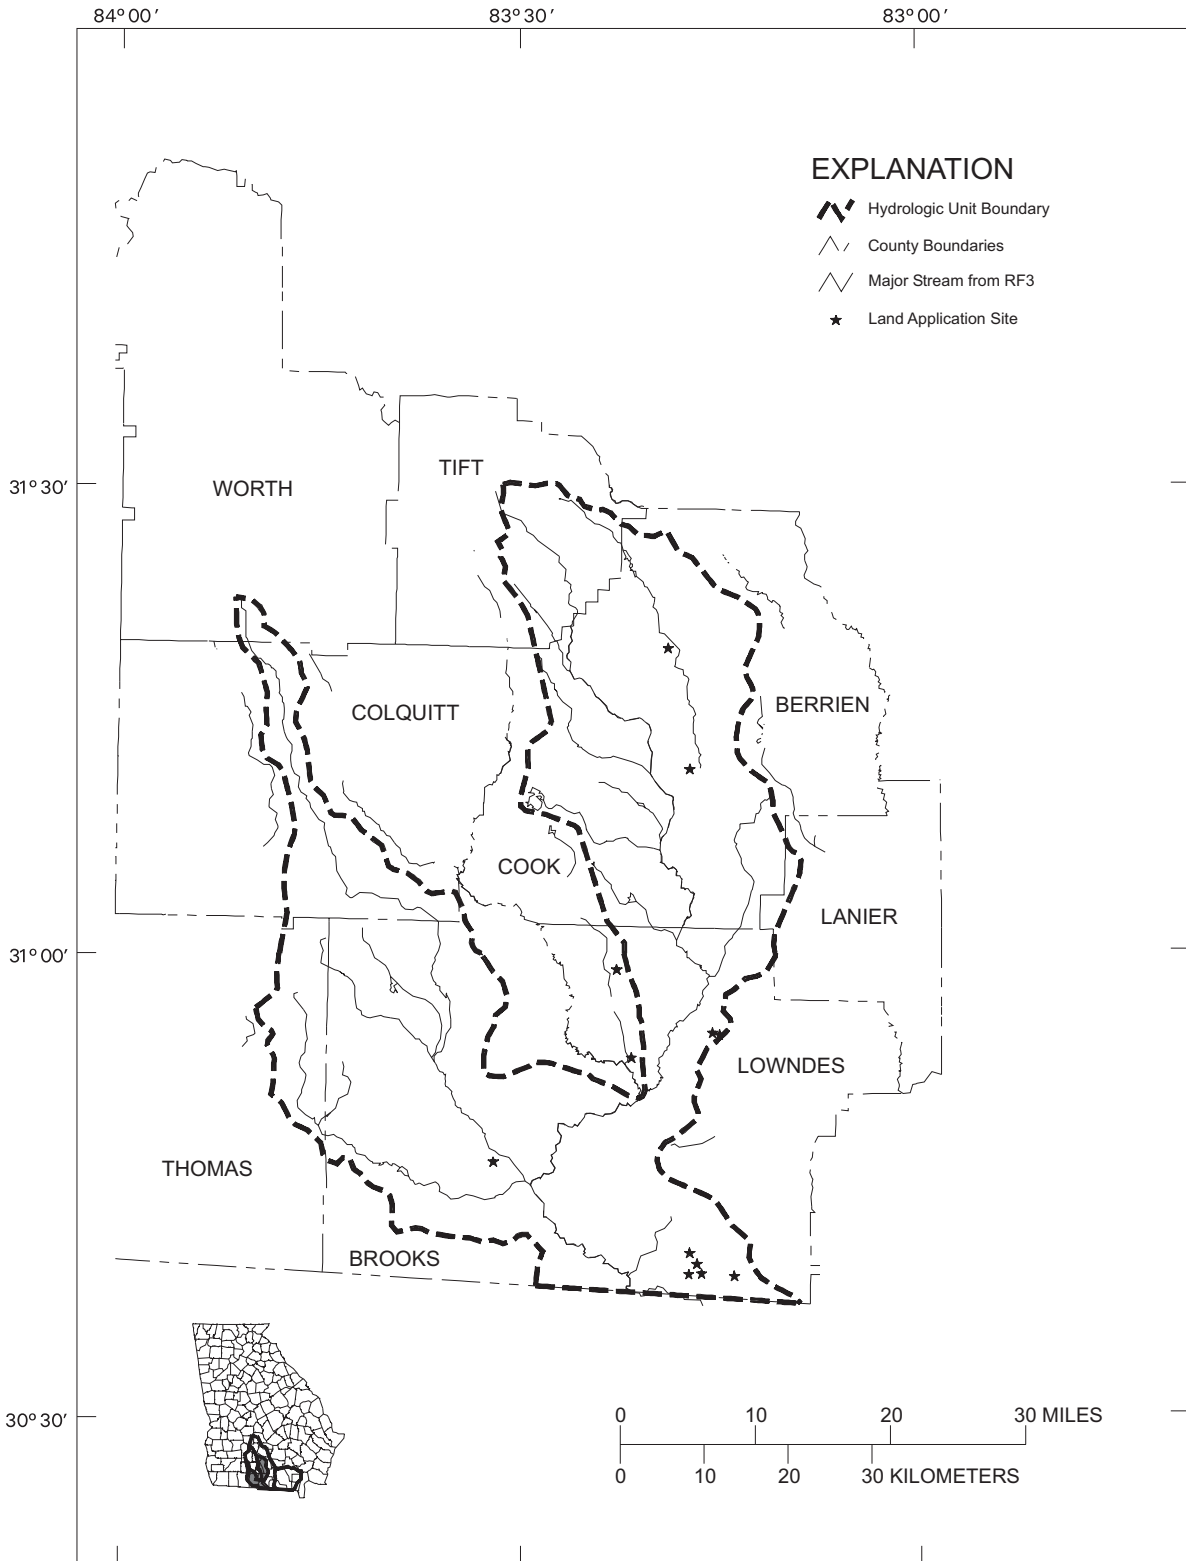 84°00′ 83°30′ 83°00′
EXPLANATION
Hydrologic Unit Boundary
County Boundaries
Major Stream from RF3
Land Application Site
TIFT
31°30′
WORTH
BERRIEN
COLQUITT
COOK
LANIER
31°00′
LOWNDES
THOMAS
BROOKS
0 10 20 30 MILES
30°30′
0 10 20 30 KILOMETERS